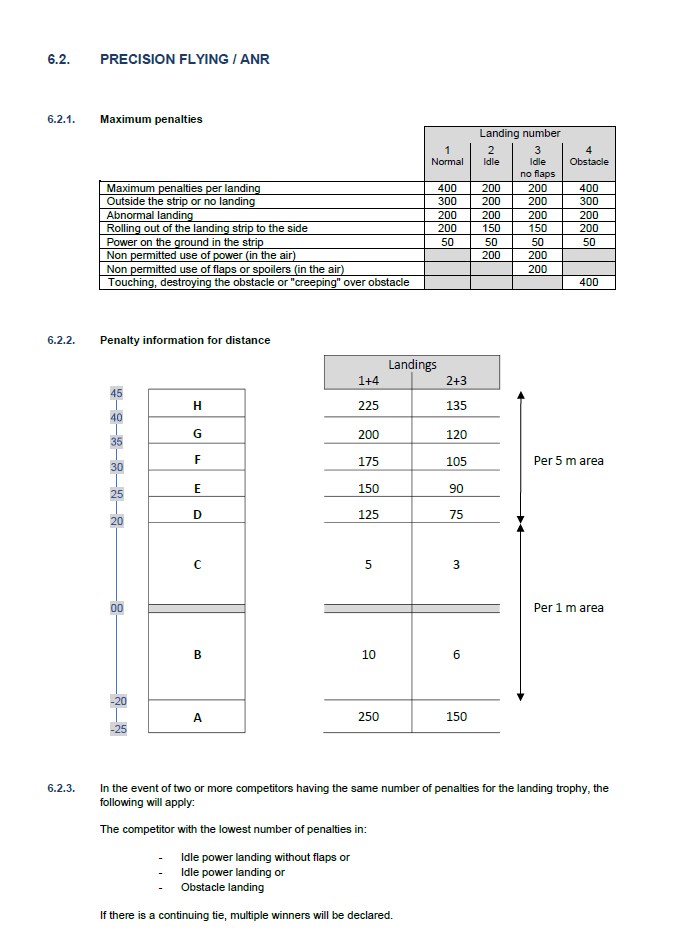 6.2. PRECISION FLYING / ANR
6.2.1. Maximum penalties
Landing number
1 2 3 4
Normal Idle Idle Obstacle
no flaps
Maximum penalties per landing 400 200 200 400
Outside the strip or no landing 300 200 200 300
Abnormal landing 200 200 200 200
Rolling out of the landing strip to the side 200 150 150 200
Power on the ground in the strip 50 50 50 50
Non permitted use of power (in the air) 200 200
Non permitted use of flaps or spoilers (in the air) 200
Touching, destroying the obstacle or "creeping" over obstacle 400
6.2.2. Penalty information for distance
Landings
1+4 2+3
45
H 225 135
40
G 200 120
35
F 175 105 Per 5 m area
30
E 150 90
25
D 125 75
20
C 5 3
00 Per 1 m area
B 10 6
-20
A 250 150
-25
6.2.3. In the event of two or more competitors having the same number of penalties for the landing trophy, the
following will apply:
The competitor with the lowest number of penalties in:
- Idle power landing without flaps or
- Idle power landing or
- Obstacle landing
If there is a continuing tie, multiple winners will be declared.